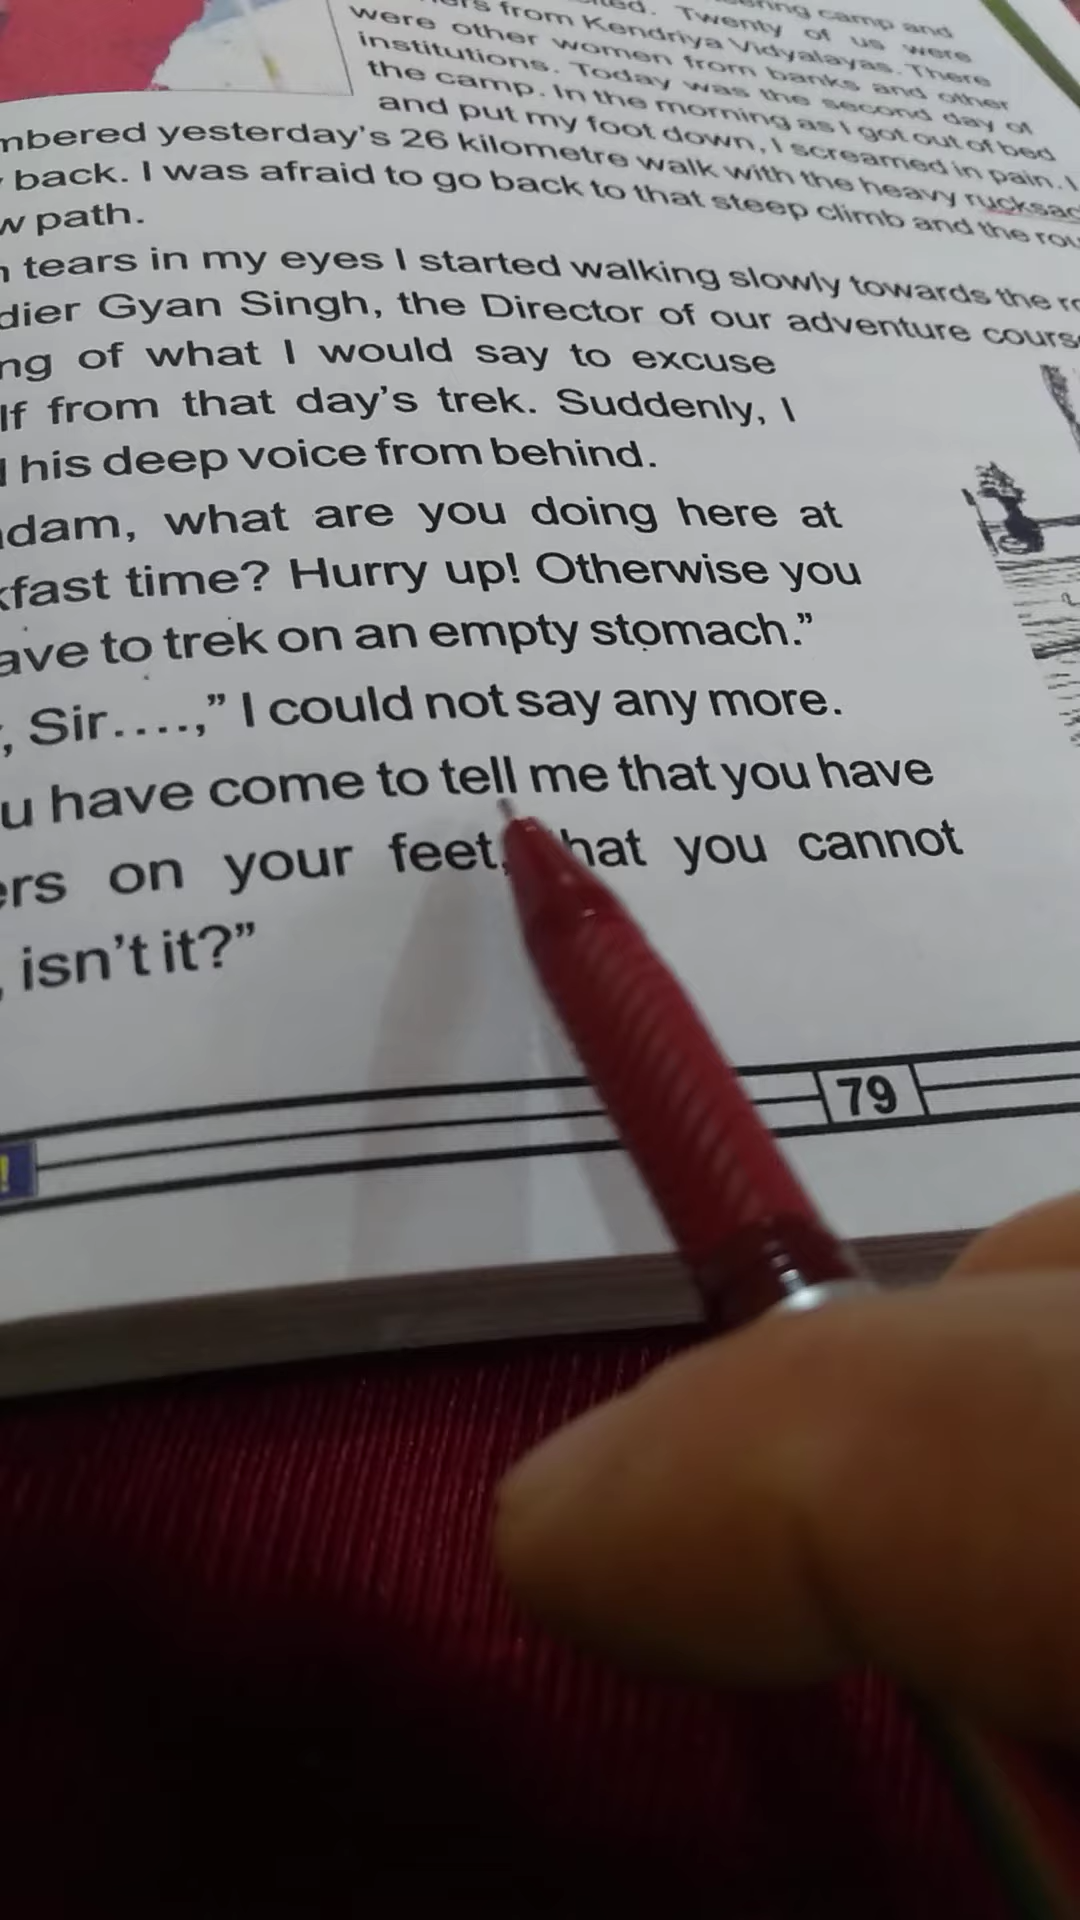 ering camp and
Twenty of us were
from Kendriya Vidyalayas. There
were other women from banks and other
institutions. Today was the second day of
the camp. In the morning as I got out of bed
and put my foot down, I screamed in pain. I
mbered yesterday's 26 kilometre walk with the heavy rucksac
back. I was afraid to go back to that steep climb and the rou
w path.
tears in my eyes I started walking slowly towards the ro
dier Gyan Singh, the Director of our adventure cours
ng of what I would say to excuse
lf from that day's trek. Suddenly, I
his deep voice from behind.
dam, what are you doing here at
kfast time? Hurry up! Otherwise you
ave to trek on an empty stomach."
, Sir....," I could not say any more.
u have come to tell me that you have
ers on your feet, hat you cannot
, isn't it?"
79
!